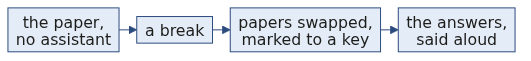 the paper,
no assistant
a break
papers swapped,
marked to a key
the answers,
said aloud